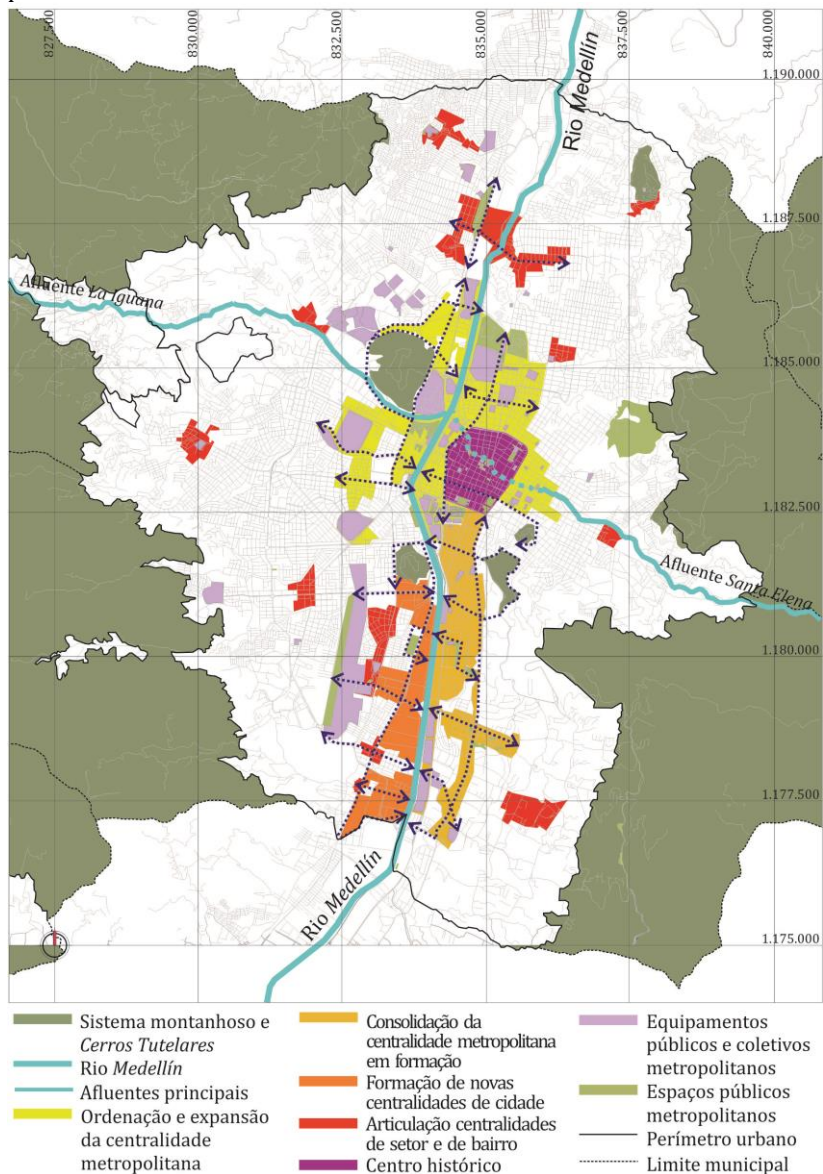 827.500
830.000
832.500
835.000
837.500
840.000
1.190.000
Rio Medellín
1.187.500
Afluente La Iguana
1.185.000
1.182.500
Afluente Santa Elena
1.180.000
1.177.500
Rio Medellín
1.175.000
Sistema montanhoso e
Cerros Tutelares
Rio Medellín
Afluentes principais
Ordenação e expansão
da centralidade
metropolitana
Consolidação da
centralidade metropolitana
em formação
Formação de novas
centralidades de cidade
Articulação centralidades
de setor e de bairro
Centro histórico
Equipamentos
públicos e coletivos
metropolitanos
Espaços públicos
metropolitanos
Perímetro urbano
Limite municipal